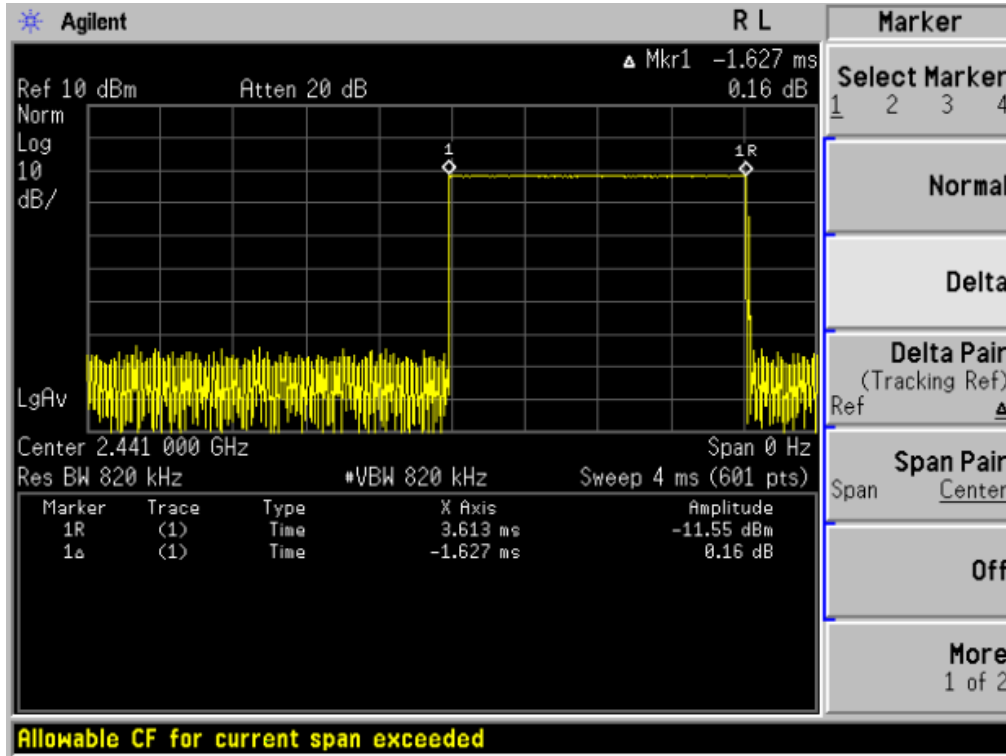 Agilent R L
Δ Mkr1 -1.627 ms
Ref 10 dBm Atten 20 dB 0.16 dB
Norm
Log
10
dB/
1
1R
LgAv
Center 2.441 000 GHz Span 0 Hz
Res BW 820 kHz #VBW 820 kHz Sweep 4 ms (601 pts)
Marker Trace Type X Axis Amplitude
1R (1) Time 3.613 ms -11.55 dBm
1Δ (1) Time -1.627 ms 0.16 dB
Allowable CF for current span exceeded
Marker
Select Marker
1 2 3 4
Normal
Delta
Delta Pair
(Tracking Ref)
Ref Δ
Span Pair
Span Center
Off
More
1 of 2